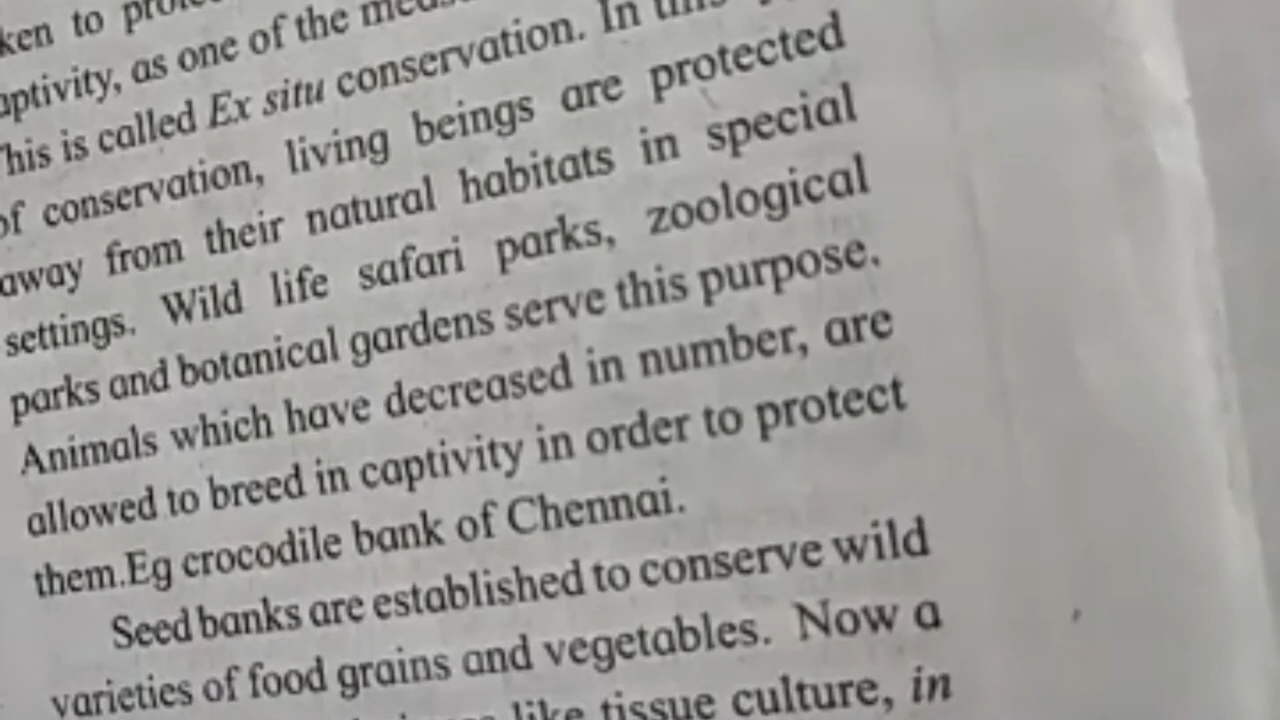 ken to
aptivity, as one of the
This is called Ex situ conservation. In this
of conservation, living beings are protected
away from their natural habitats in special
settings. Wild life safari parks, zoological
parks and botanical gardens serve this purpose.
Animals which have decreased in number, are
allowed to breed in captivity in order to protect
them.Eg crocodile bank of Chennai.
Seed banks are established to conserve wild
varieties of food grains and vegetables. Now a
like tissue culture, in